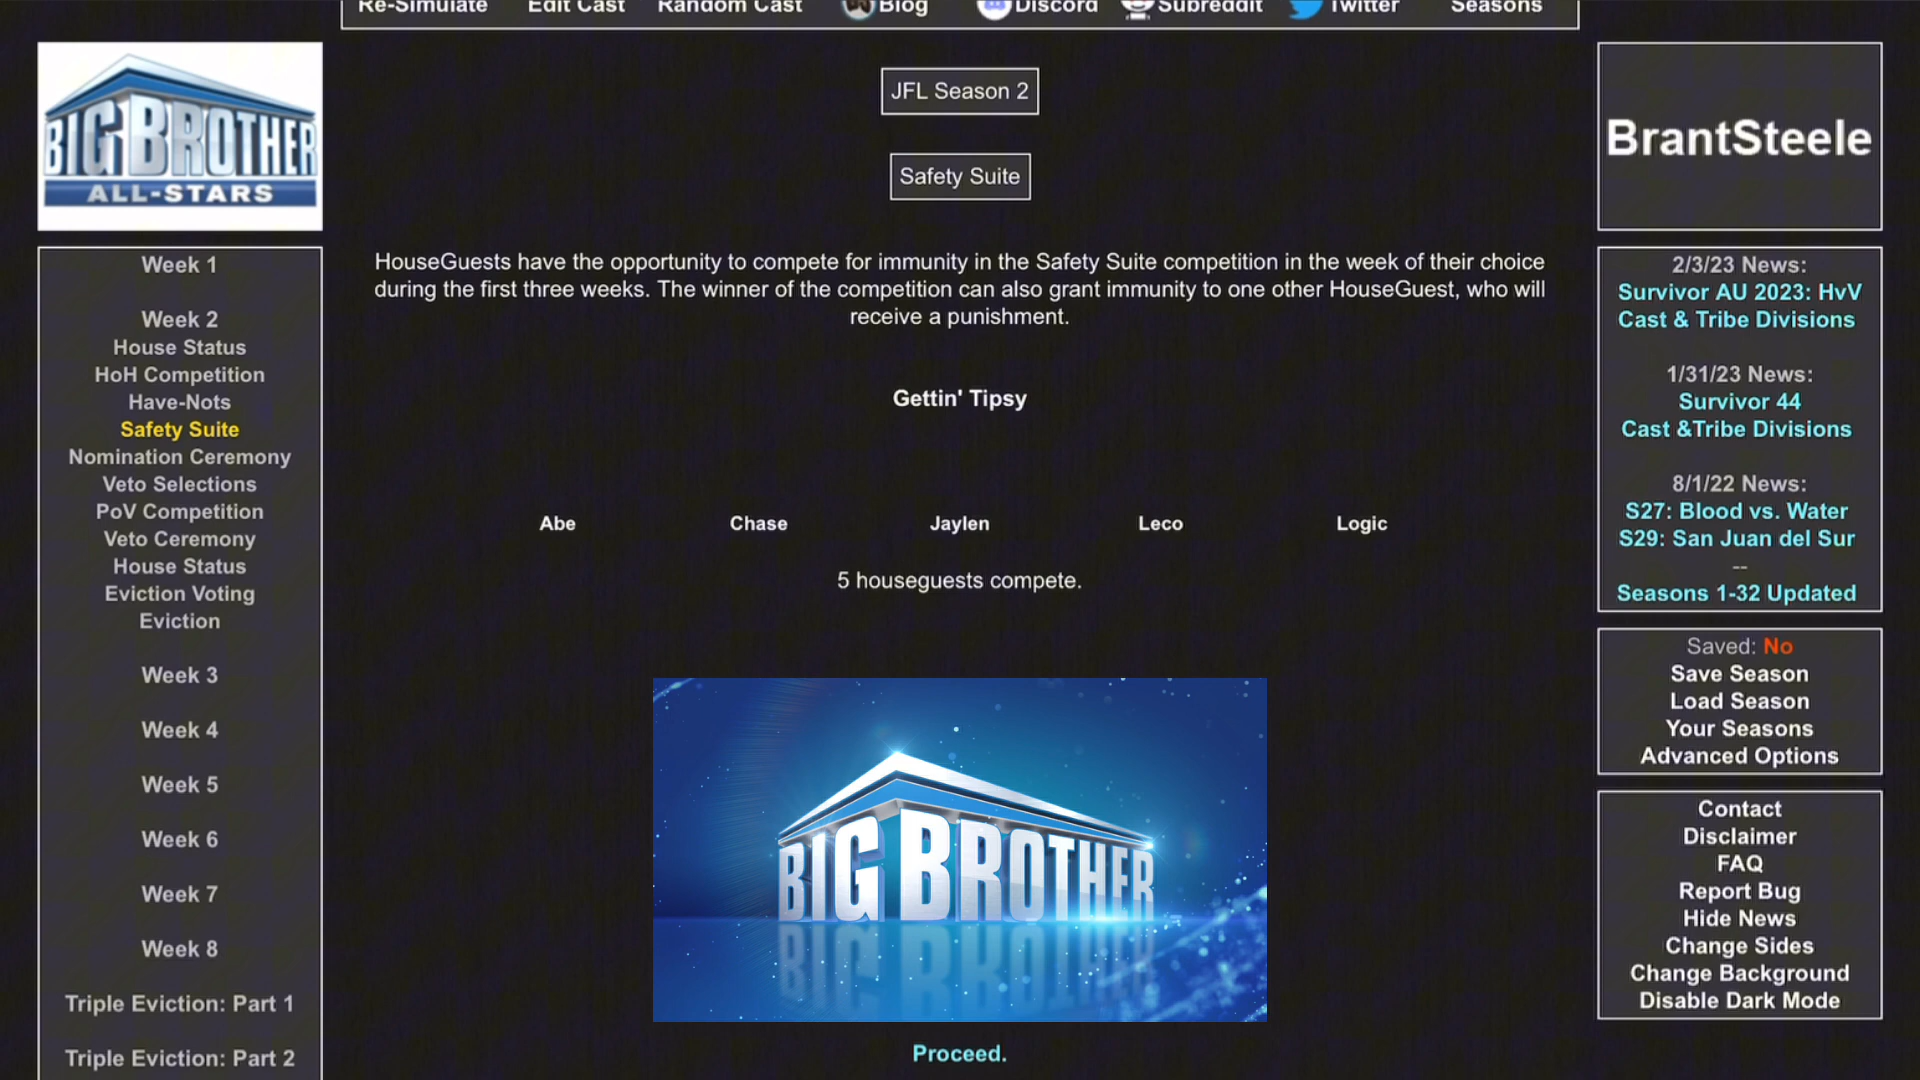 Re-Simulate Edit Cast Random Cast Blog Discord Subreddit Twitter Seasons
BIG BROTHER
ALL-STARS
Week 1
Week 2
House Status
HoH Competition
Have-Nots
Safety Suite
Nomination Ceremony
Veto Selections
PoV Competition
Veto Ceremony
House Status
Eviction Voting
Eviction
Week 3
Week 4
Week 5
Week 6
Week 7
Week 8
Triple Eviction: Part 1
Triple Eviction: Part 2
JFL Season 2
Safety Suite
HouseGuests have the opportunity to compete for immunity in the Safety Suite competition in the week of their choice
during the first three weeks. The winner of the competition can also grant immunity to one other HouseGuest, who will
receive a punishment.
Gettin' Tipsy
Abe Chase Jaylen Leco Logic
5 houseguests compete.
BIG BROTHER
Proceed.
BrantSteele
2/3/23 News:
Survivor AU 2023: HvV
Cast & Tribe Divisions
1/31/23 News:
Survivor 44
Cast &Tribe Divisions
8/1/22 News:
S27: Blood vs. Water
S29: San Juan del Sur
--
Seasons 1-32 Updated
Saved: No
Save Season
Load Season
Your Seasons
Advanced Options
Contact
Disclaimer
FAQ
Report Bug
Hide News
Change Sides
Change Background
Disable Dark Mode